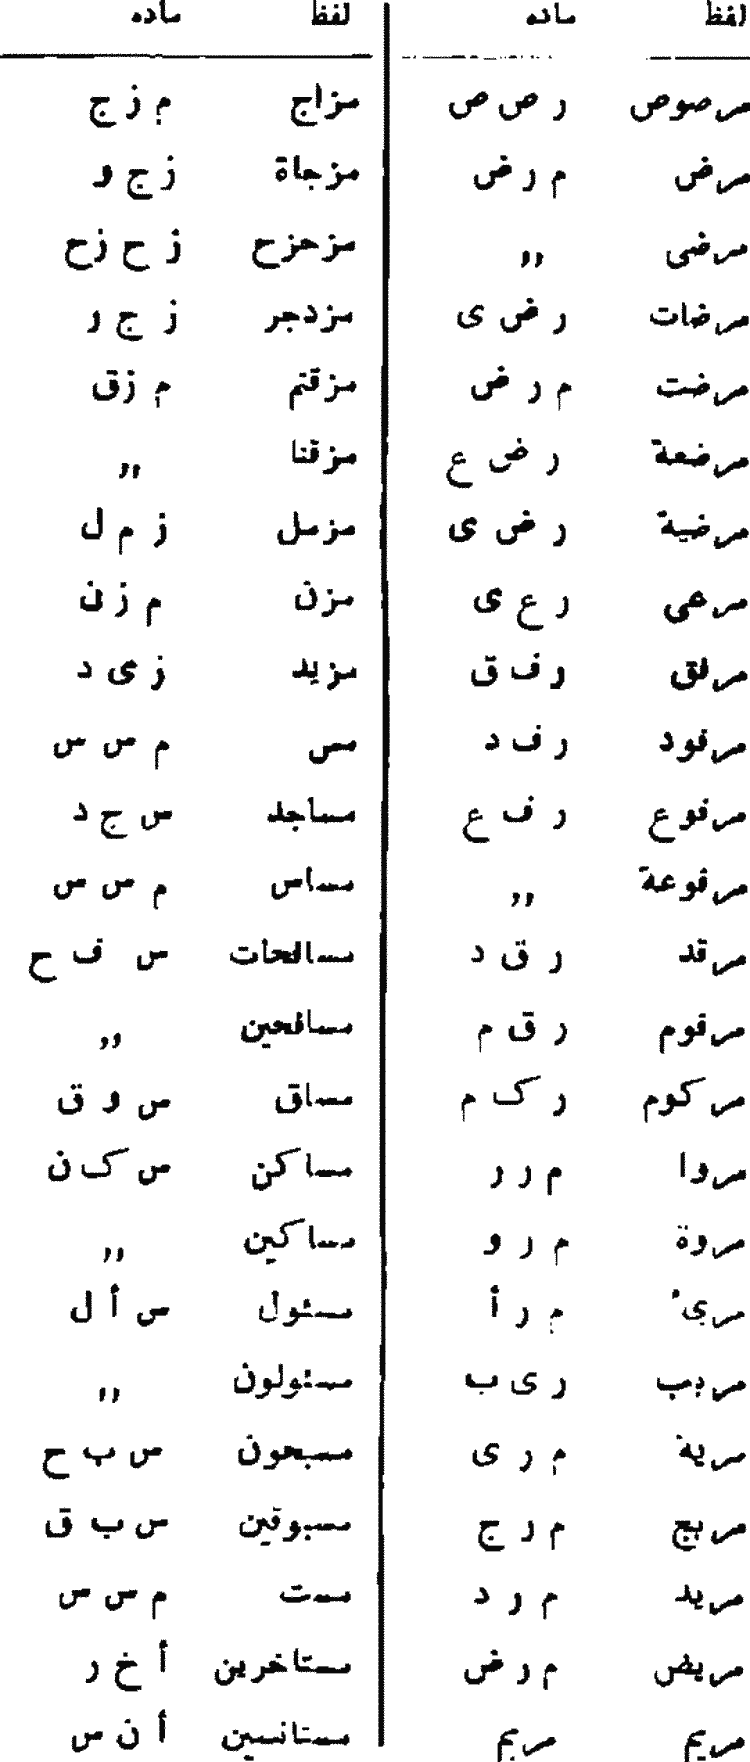 لفظ ماده لفظ ماده
مرصوص ر ص ص مزاج م ز ج
مرض م ر ض مزجاة ز ج و
مرضى ,, مزحزح ز ح ز ح
مرضات ر ض ى مزدجر ز ج ر
مرضت م ر ض مزقتم م ز ق
مرضعة ر ض ع مزقنا ,,
مرضية ر ض ى مزمل ز م ل
مرعى ر ع ى مزن م ز ن
مرفق ر ف ق مزيد ز ى د
مرفود ر ف د مس م س س
مرفوع ر ف ع مساجد س ج د
مرفوعة ,, مساس م س س
مرقد ر ق د مسافحات س ف ح
مرقوم ر ق م مسافحين ,,
مركوم ر ک م مساق س و ق
مروا م ر ر مساكن س ک ن
مروة م ر و مساكين ,,
مرىء م ر أ مسئول س أ ل
مريب ر ى ب مسئولون ,,
مرية م ر ى مسبحون س ب ح
مريج م ر ج مسبوقين س ب ق
مريد م ر د مست م س س
مريض م ر ض مستاخرين أ خ ر
مريم مريم مستانسين أ ن س